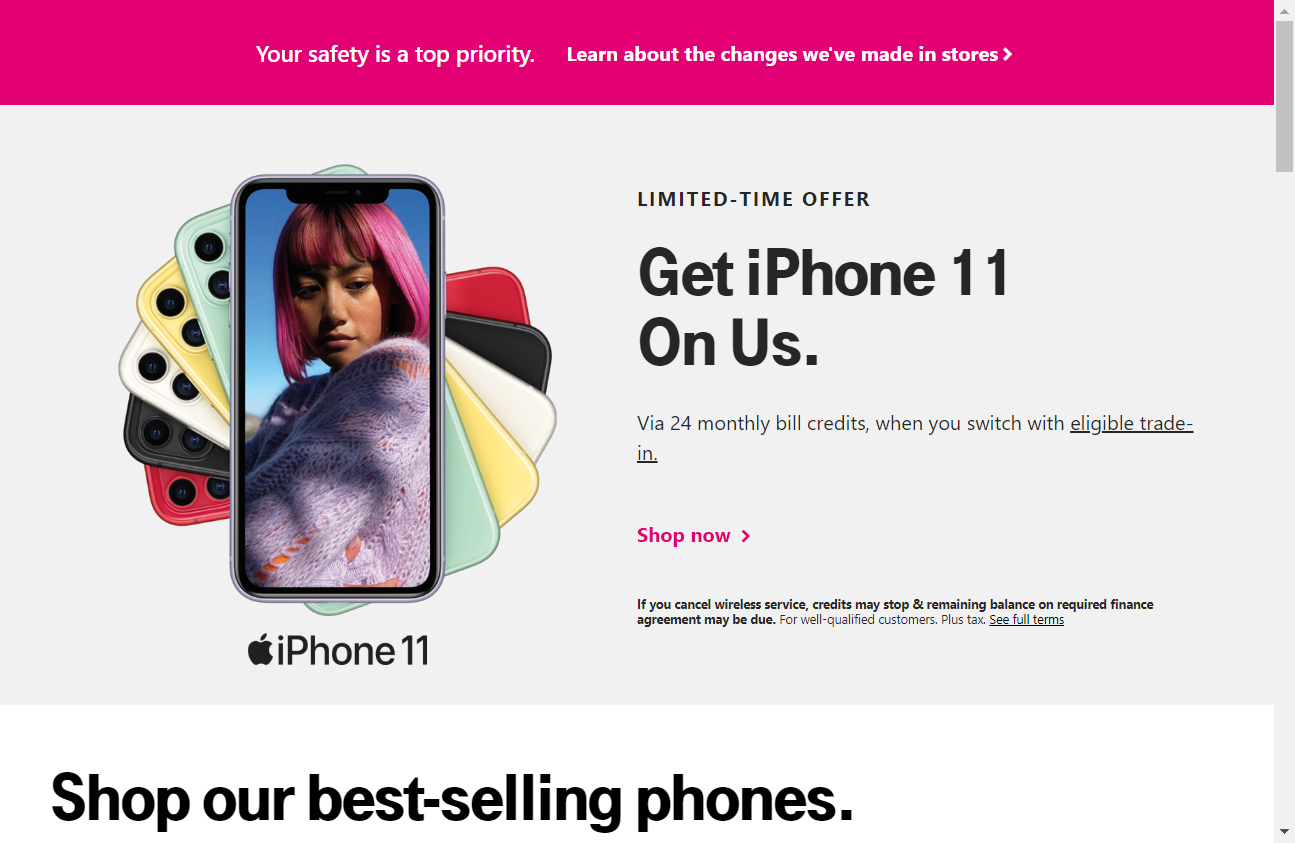 Your safety is a top priority. Learn about the changes we've made in stores
LIMITED-TIME OFFER
Get iPhone 11
On Us.
Via 24 monthly bill credits, when you switch with eligible trade-
in.
Shop now
If you cancel wireless service, credits may stop & remaining balance on required finance
agreement may be due. For well-qualified customers. Plus tax. See full terms
iPhone 11
Shop our best-selling phones.